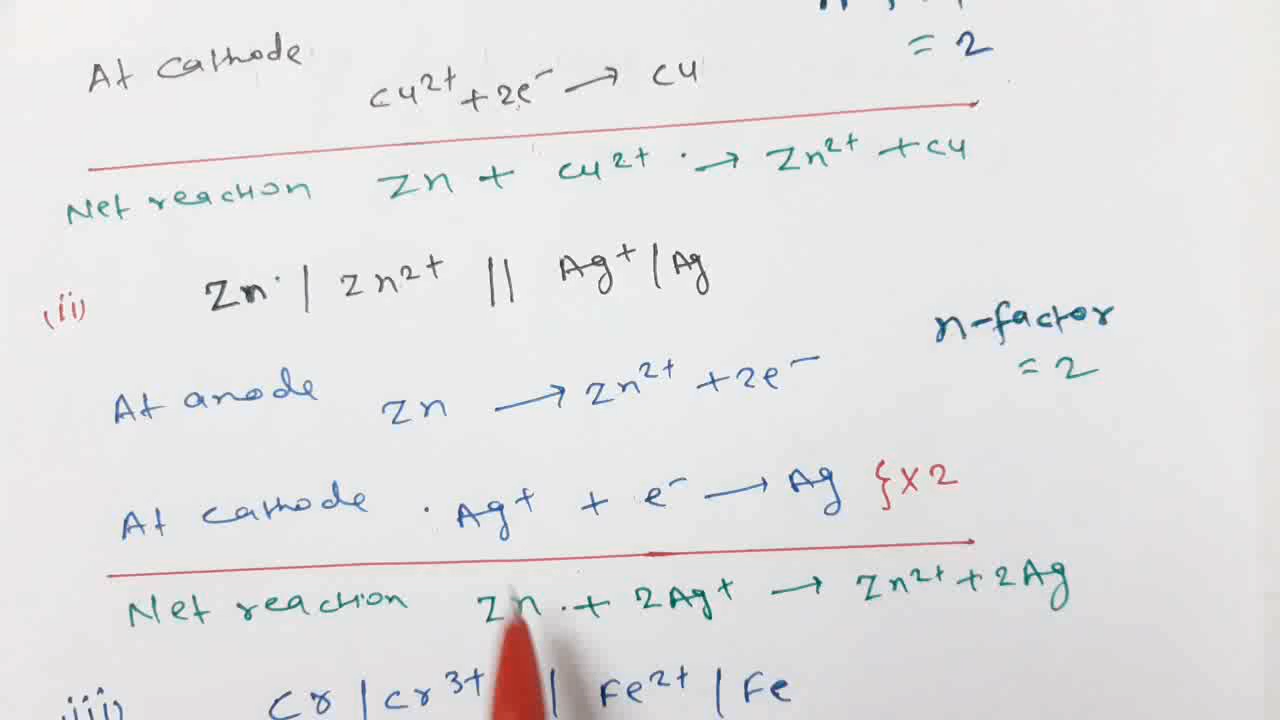 = 2
At cathode
Cu²⁺ + 2e⁻ → Cu
Net reaction Zn + Cu²⁺ → Zn²⁺ + Cu
(ii) Zn | Zn²⁺ || Ag⁺ | Ag
n-factor
= 2
At anode Zn → Zn²⁺ + 2e⁻
At cathode Ag⁺ + e⁻ → Ag } x 2
Net reaction Zn + 2Ag⁺ → Zn²⁺ + 2Ag
(iii) Cr | Cr³⁺ | Fe²⁺ | Fe